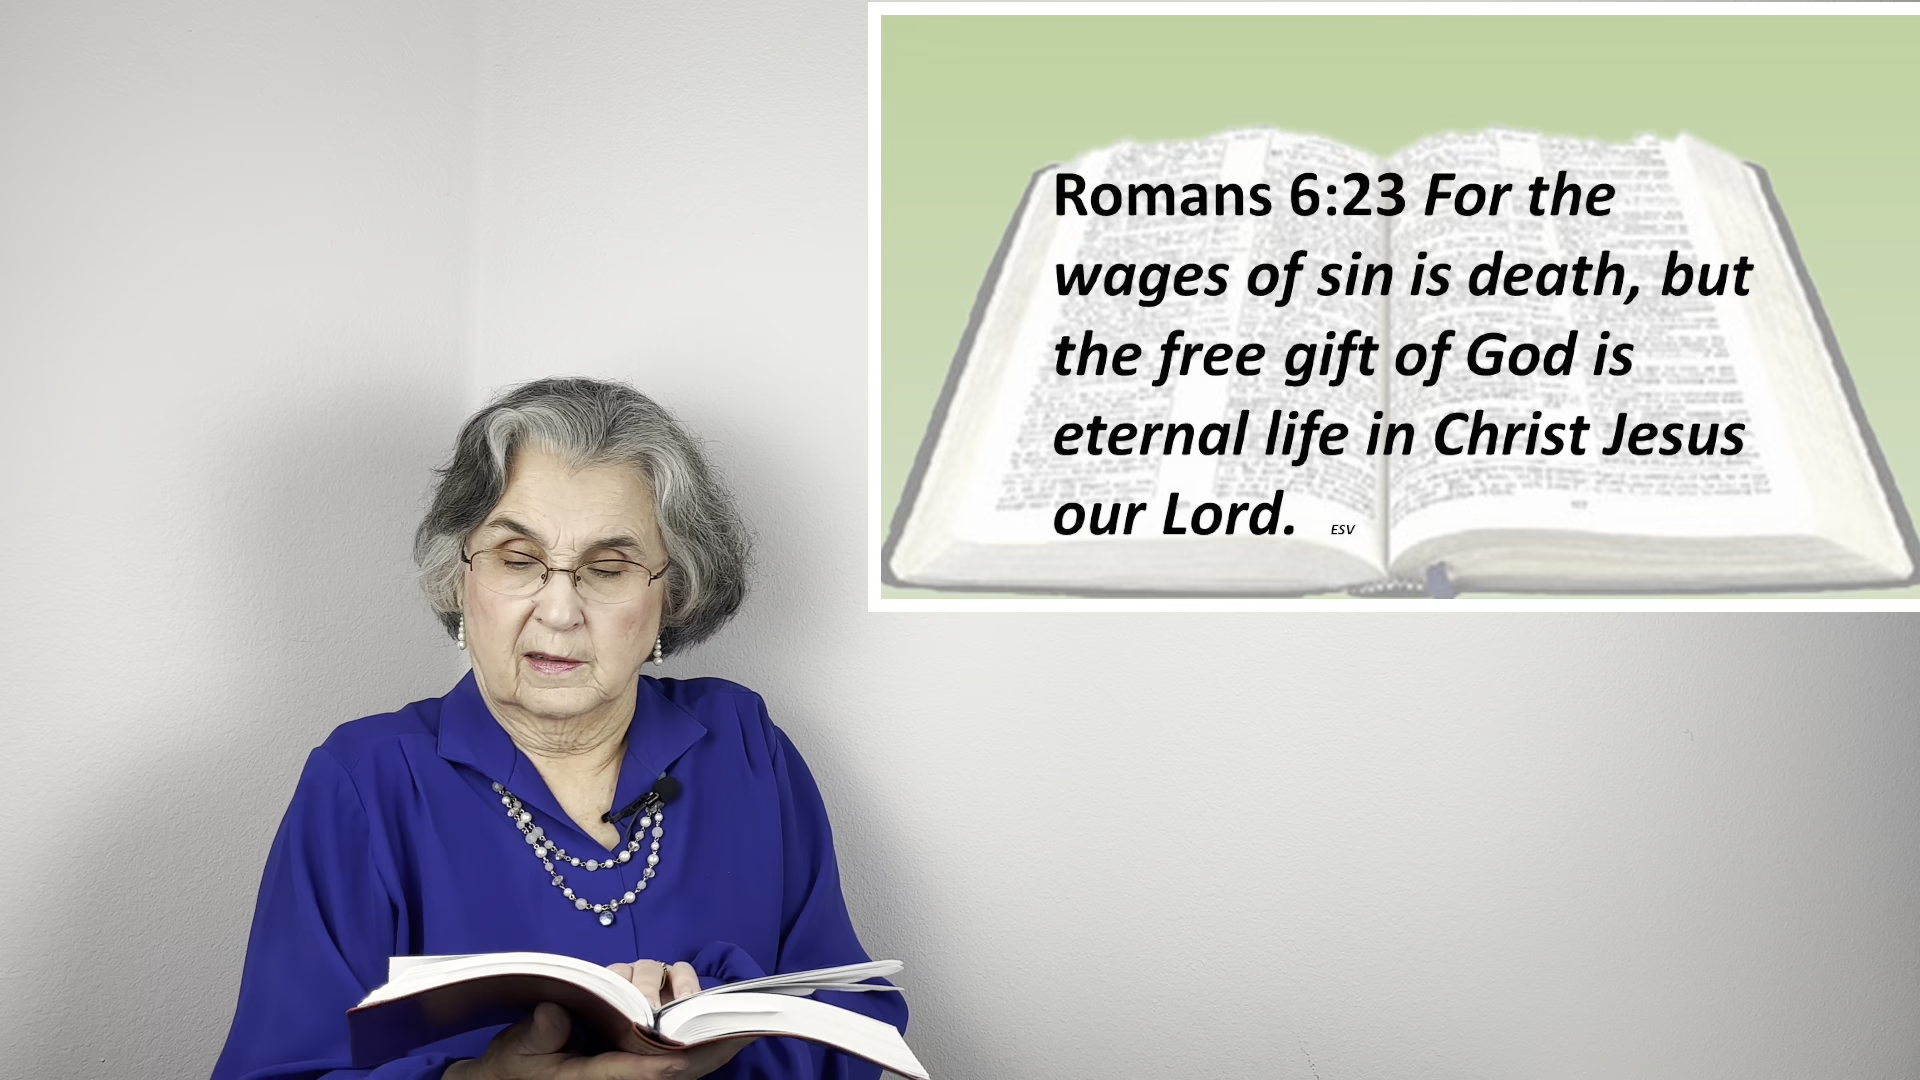 Romans 6:23 For the
wages of sin is death, but
the free gift of God is
eternal life in Christ Jesus
our Lord. ESV